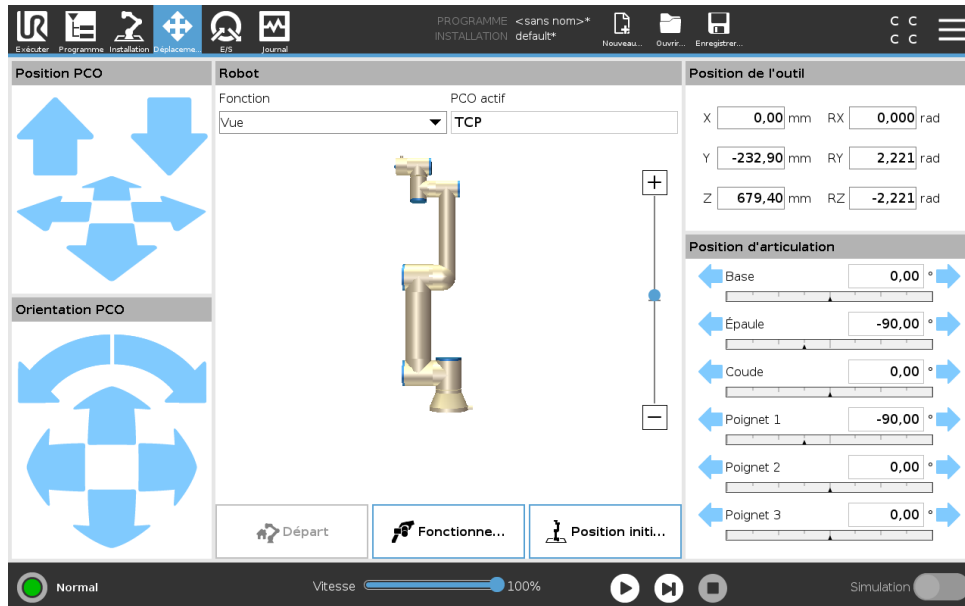 Exécuter Programme Installation Déplaceme... E/S Journal
PROGRAMME <sans nom>*
INSTALLATION default*
Nouveau... Ouvrir... Enregistrer...
C C
C C
Position PCO
Robot
Position de l'outil
Fonction PCO actif
Vue TCP
X 0,00 mm RX 0,000 rad
Y -232,90 mm RY 2,221 rad
Z 679,40 mm RZ -2,221 rad
Position d'articulation
Base 0,00 °
Épaule -90,00 °
Coude 0,00 °
Poignet 1 -90,00 °
Poignet 2 0,00 °
Poignet 3 0,00 °
Orientation PCO
Départ Fonctionne... Position initi...
Normal Vitesse 100% Simulation